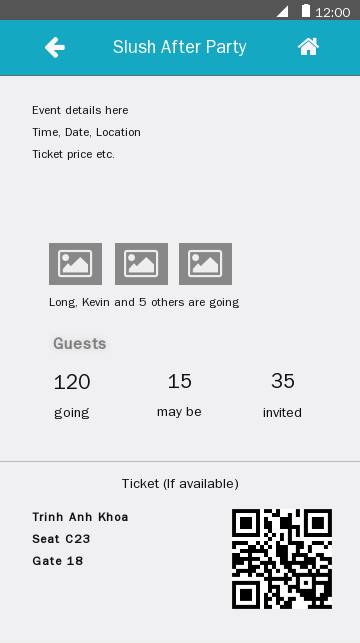 12:00
Slush After Party
Event details here
Time, Date, Location
Ticket price etc.
Long, Kevin and 5 others are going
Guests
120 15 35
going may be invited
Ticket (If available)
Trinh Anh Khoa
Seat C23
Gate 18